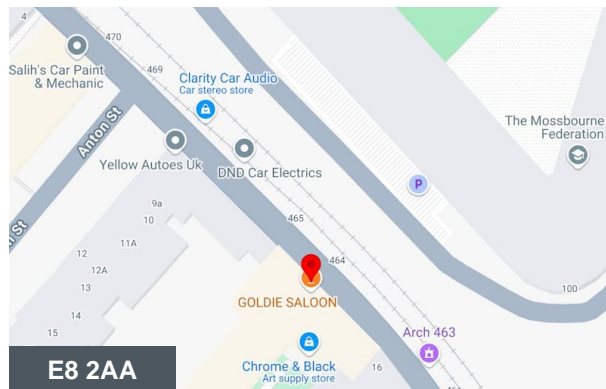 4
470
469
Salih's Car Paint
& Mechanic
Clarity Car Audio
Car stereo store
Anton St
Yellow Autoes Uk
DND Car Electrics
The Mossbourne
Federation
P
9a
10
11A
12
12A
13
14
15
465
464
GOLDIE SALOON
Arch 463
100
Chrome & Black
Art supply store
16
464
E8 2AA